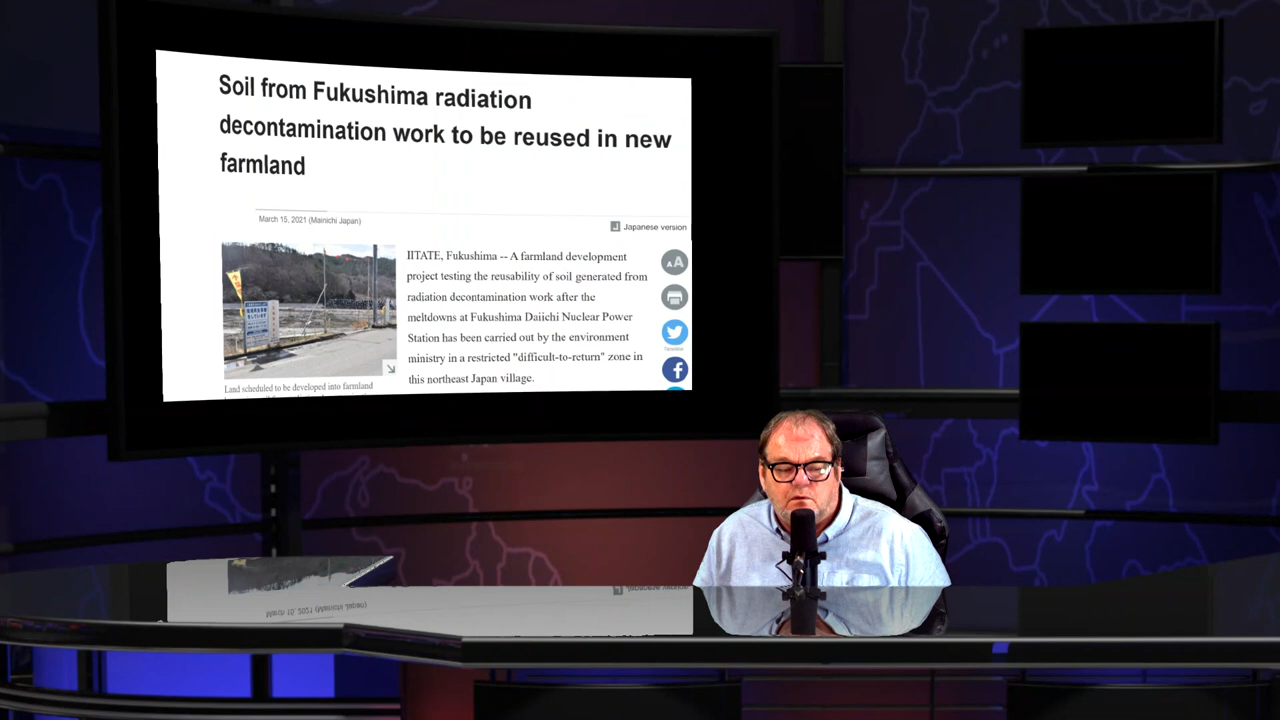 Soil from Fukushima radiation
decontamination work to be reused in new
farmland
March 15, 2021 (Mainichi Japan)
Japanese version
IITATE, Fukushima -- A farmland development
project testing the reusability of soil generated from
radiation decontamination work after the
meltdowns at Fukushima Daiichi Nuclear Power
Station has been carried out by the environment
ministry in a restricted "difficult-to-return" zone in
this northeast Japan village.
AA
Land scheduled to be developed into farmland